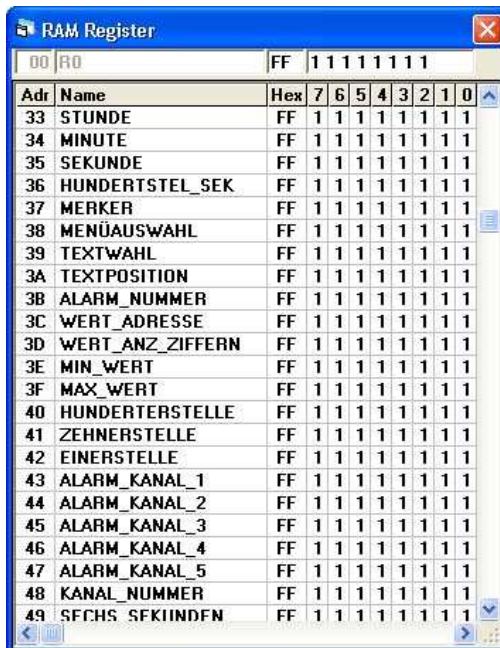 RAM Register
00 R0 FF 1 1 1 1 1 1 1 1
Adr Name Hex 7 6 5 4 3 2 1 0
33 STUNDE FF 1 1 1 1 1 1 1 1
34 MINUTE FF 1 1 1 1 1 1 1 1
35 SEKUNDE FF 1 1 1 1 1 1 1 1
36 HUNDERTSTEL_SEK FF 1 1 1 1 1 1 1 1
37 MERKER FF 1 1 1 1 1 1 1 1
38 MENÜAUSWAHL FF 1 1 1 1 1 1 1 1
39 TEXTWAHL FF 1 1 1 1 1 1 1 1
3A TEXTPOSITION FF 1 1 1 1 1 1 1 1
3B ALARM_NUMMER FF 1 1 1 1 1 1 1 1
3C WERT_ADRESSE FF 1 1 1 1 1 1 1 1
3D WERT_ANZ_ZIFFERN FF 1 1 1 1 1 1 1 1
3E MIN_WERT FF 1 1 1 1 1 1 1 1
3F MAX_WERT FF 1 1 1 1 1 1 1 1
40 HUNDERTERSTELLE FF 1 1 1 1 1 1 1 1
41 ZEHNERSTELLE FF 1 1 1 1 1 1 1 1
42 EINERSTELLE FF 1 1 1 1 1 1 1 1
43 ALARM_KANAL_1 FF 1 1 1 1 1 1 1 1
44 ALARM_KANAL_2 FF 1 1 1 1 1 1 1 1
45 ALARM_KANAL_3 FF 1 1 1 1 1 1 1 1
46 ALARM_KANAL_4 FF 1 1 1 1 1 1 1 1
47 ALARM_KANAL_5 FF 1 1 1 1 1 1 1 1
48 KANAL_NUMMER FF 1 1 1 1 1 1 1 1
49 SECHS_SEKUNDEN FF 1 1 1 1 1 1 1 1